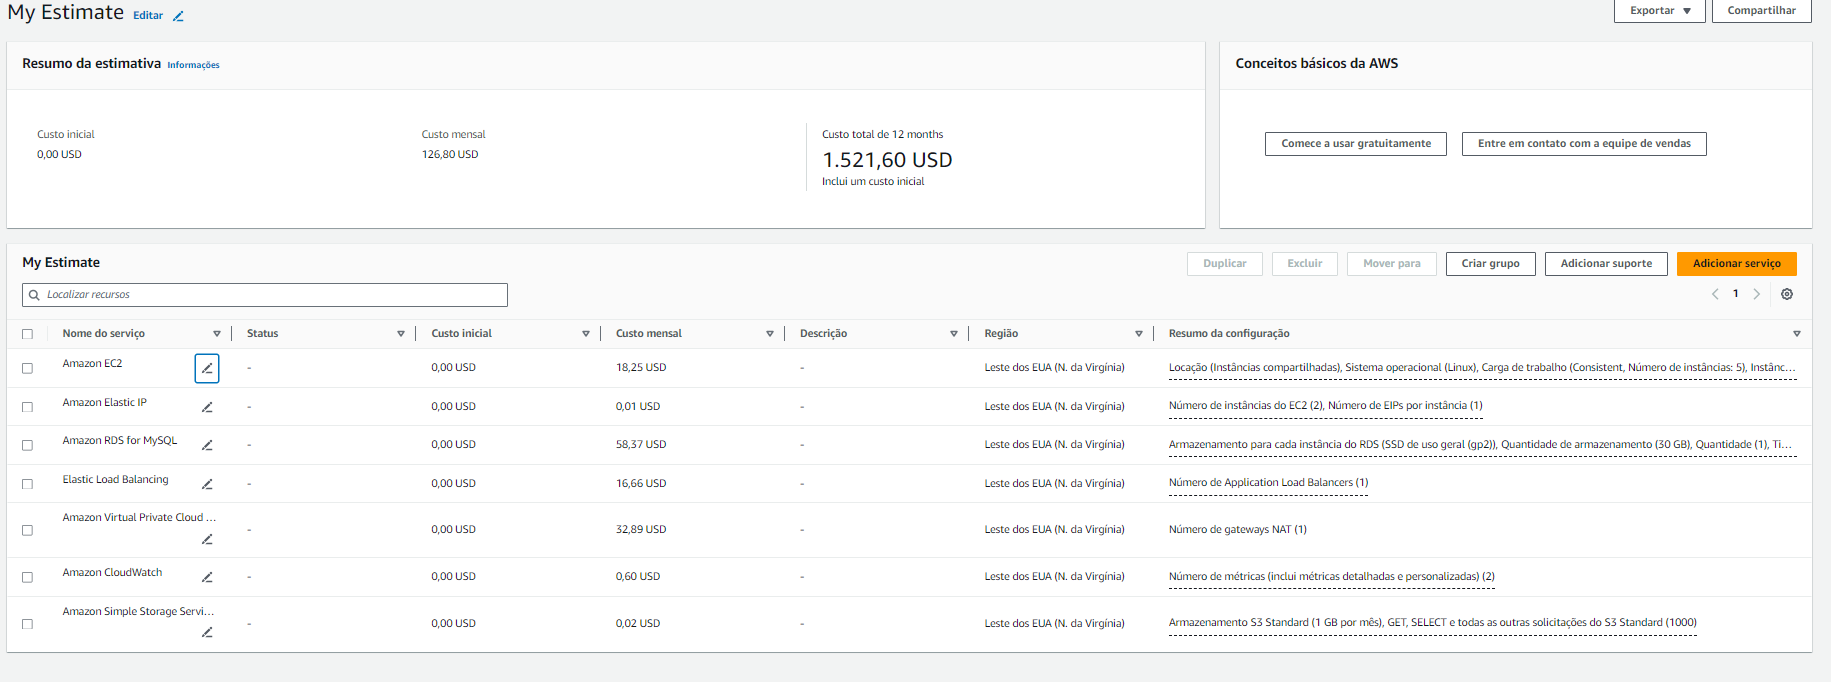 My Estimate Editar
Exportar ▼ Compartilhar
Resumo da estimativa Informações
Conceitos básicos da AWS
Custo inicial
0,00 USD
Custo mensal
126,80 USD
Custo total de 12 months
1.521,60 USD
Inclui um custo inicial
Comece a usar gratuitamente Entre em contato com a equipe de vendas
My Estimate
Duplicar Excluir Mover para Criar grupo Adicionar suporte Adicionar serviço
Localizar recursos
1
Nome do serviço Status Custo inicial Custo mensal Descrição Região Resumo da configuração
Amazon EC2 - 0,00 USD 18,25 USD - Leste dos EUA (N. da Virgínia) Locação (Instâncias compartilhadas), Sistema operacional (Linux), Carga de trabalho (Consistent, Número de instâncias: 5), Instânc...
Amazon Elastic IP - 0,00 USD 0,01 USD - Leste dos EUA (N. da Virgínia) Número de instâncias do EC2 (2), Número de EIPs por instância (1)
Amazon RDS for MySQL - 0,00 USD 58,37 USD - Leste dos EUA (N. da Virgínia) Armazenamento para cada instância do RDS (SSD de uso geral (gp2)), Quantidade de armazenamento (30 GB), Quantidade (1), Ti...
Elastic Load Balancing - 0,00 USD 16,66 USD - Leste dos EUA (N. da Virgínia) Número de Application Load Balancers (1)
Amazon Virtual Private Cloud ... - 0,00 USD 32,89 USD - Leste dos EUA (N. da Virgínia) Número de gateways NAT (1)
Amazon CloudWatch - 0,00 USD 0,60 USD - Leste dos EUA (N. da Virgínia) Número de métricas (inclui métricas detalhadas e personalizadas) (2)
Amazon Simple Storage Servi... - 0,00 USD 0,02 USD - Leste dos EUA (N. da Virgínia) Armazenamento S3 Standard (1 GB por mês), GET, SELECT e todas as outras solicitações do S3 Standard (1000)